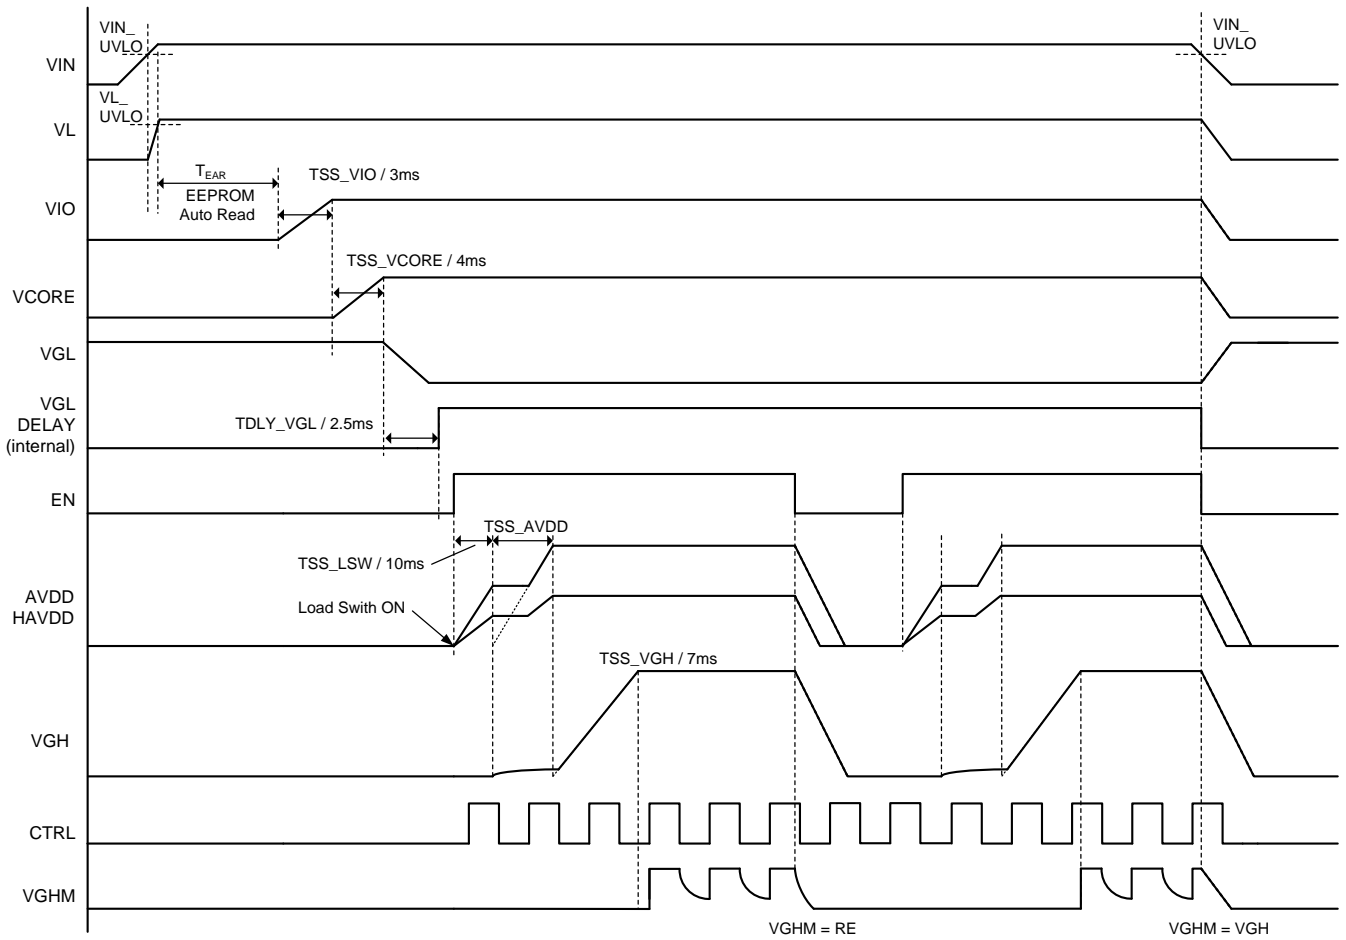 VIN_
UVLO
VIN_
UVLO
VIN
VL_
UVLO
VL
TEAR
EEPROM
Auto Read
TSS_VIO / 3ms
VIO
TSS_VCORE / 4ms
VCORE
VGL
VGL
DELAY
(internal)
TDLY_VGL / 2.5ms
EN
TSS_AVDD
TSS_LSW / 10ms
AVDD
HAVDD
Load Swith ON
TSS_VGH / 7ms
VGH
CTRL
VGHM
VGHM = RE
VGHM = VGH